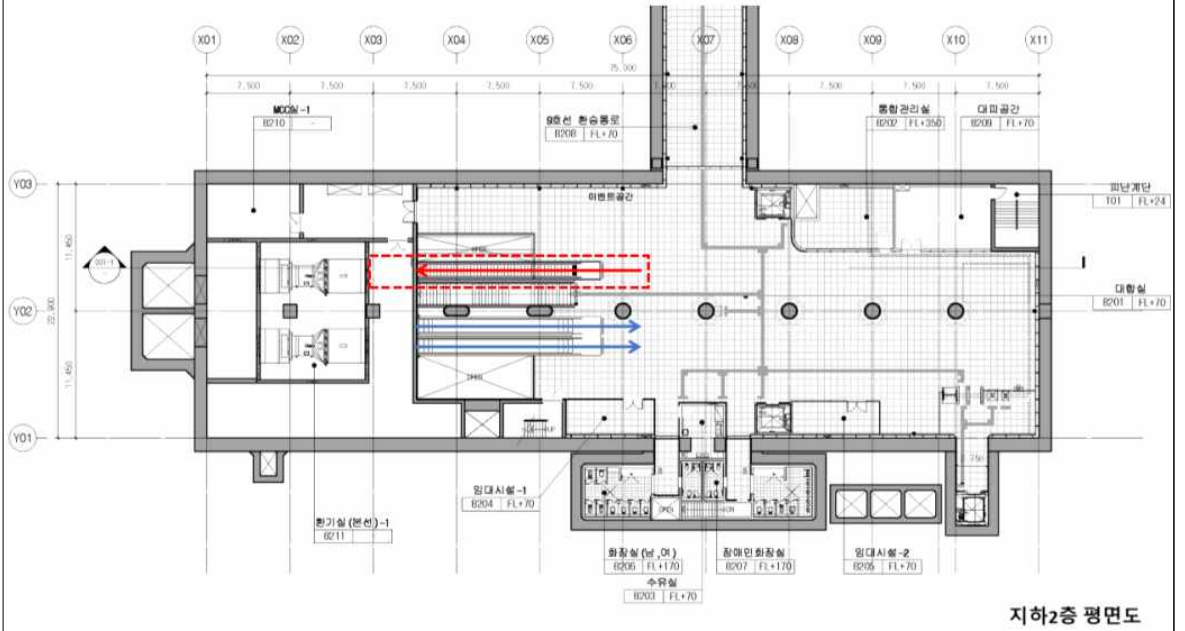 X01 X02 X03 X04 X05 X06 X07 X08 X09 X10 X11
75,000
7,500 7,500 7,500 7,500 7,500 7,500 7,500 7,500 7,500
MCC실-1
B210 -
9호선 환승통로
B208 FL+70
통합관리실
B202 FL+350
대피공간
B209 FL+70
Y03
이벤트공간
피난계단
T01 FL+24
11,450
OPEN
대합실
B201 FL+70
Y02
22,900
11,450
OPEN
UP
Y01
750
임대시설-1
B204 FL+70
OPEN
환기실(본선)-1
B211
화장실(남,여)
B206 FL+170
장애인화장실
B207 FL+170
임대시설-2
B205 FL+70
수유실
B203 FL+70
지하2층 평면도